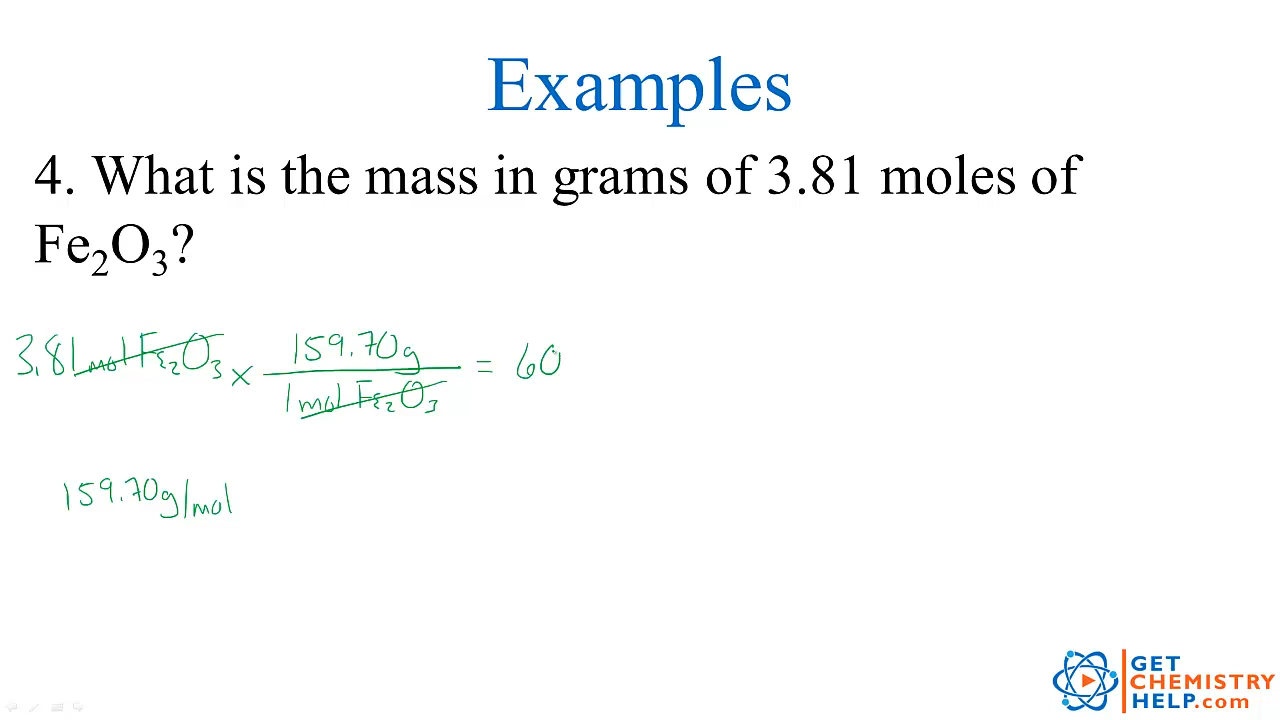 Examples
4. What is the mass in grams of 3.81 moles of
Fe₂O₃?
3.81 mol Fe₂O₃ × 159.70g / 1 mol Fe₂O₃ = 60
159.70g/mol
GET
CHEMISTRY
HELP.com